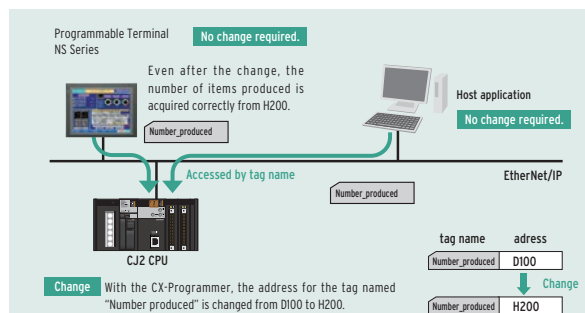 Programmable Terminal
NS Series
No change required.
Even after the change, the
number of items produced is
acquired correctly from H200.
Number_produced
Host application
No change required.
Accessed by tag name
EtherNet/IP
Number_produced
CJ2 CPU
tag name adress
Number_produced D100
Change
Number_produced H200
Change With the CX-Programmer, the address for the tag named
“Number produced” is changed from D100 to H200.